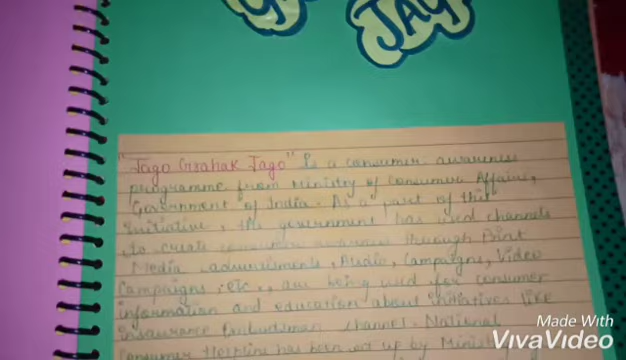 JAG
"Jago Grahak Jago" Is a consumer awareness
programme from Ministry of Consumer Affairs,
Government of India. As a part of this
initiative, the government has used channels
to create consumer awareness through Print
Media advertisments, Audio, Campaigns, Video
Campaigns, etc., are being used for consumer
information and education about initiatives like
insurance Ombudsman channel. National
Consumer Helpline has been set up by
Made With
VivaVideo